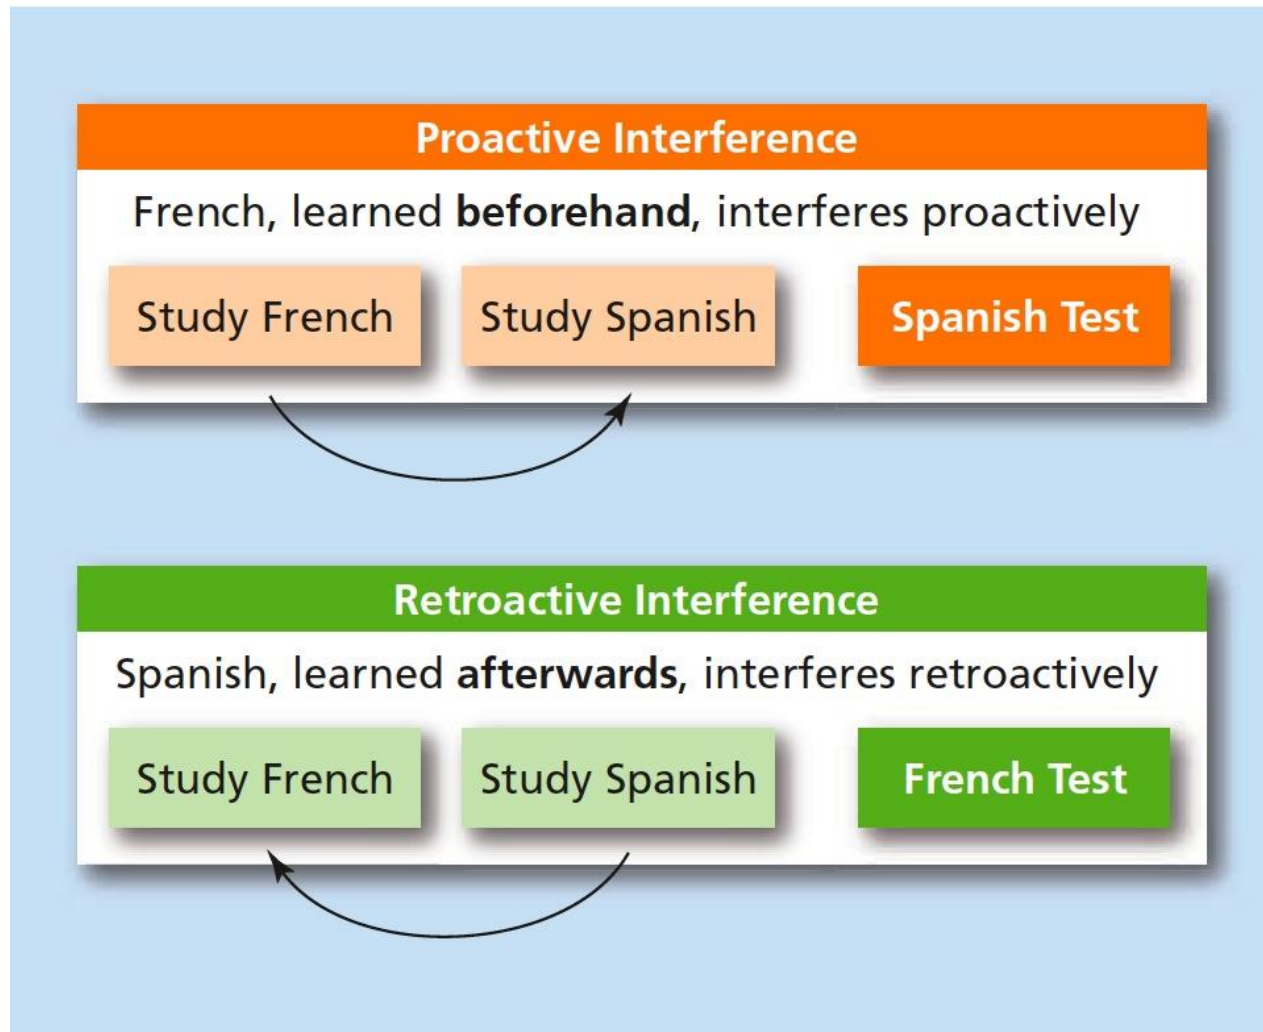 Proactive Interference
French, learned beforehand, interferes proactively
Study French
Study Spanish
Spanish Test
Retroactive Interference
Spanish, learned afterwards, interferes retroactively
Study French
Study Spanish
French Test